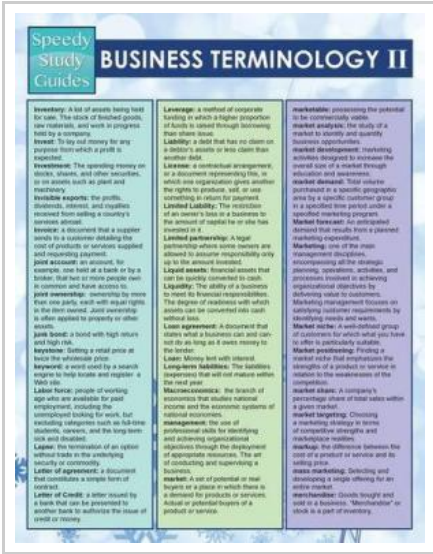 Speedy
Study
Guides
BUSINESS TERMINOLOGY II
Inventory: A list of assets being held
for sale. The stock of finished goods,
raw materials, and work in progress
held by a company.
Invest: To lay out money for any
purpose from which a profit is
expected.
Investment: The spending money on
stocks, shares, and other securities,
or on assets such as plant and
machinery.
Invisible exports: the profits,
dividends, interest, and royalties
received from selling a country's
services abroad.
Invoice: a document that a supplier
sends to a customer detailing the
cost of products or services supplied
and requesting payment.
joint account: an account, for
example, one held at a bank or by a
broker, that two or more people own
in common and have access to.
joint ownership: ownership by more
than one party, each with equal rights
in the item owned. Joint ownership
is often applied to property or other
assets.
junk bond: a bond with high return
and high risk.
keystone: Setting a retail price at
twice the wholesale price.
keyword: a word used by a search
engine to help locate and register a
Web site.
Labor force: people of working
age who are available for paid
employment, including the
unemployed looking for work, but
excluding categories such as full-time
students, careers, and the long-term
sick and disabled.
Lapse: the termination of an option
without trade in the underlying
security or commodity.
Letter of agreement: a document
that constitutes a simple form of
contract.
Letter of Credit: a letter issued by
a bank that can be presented to
another bank to authorize the issue of
credit or money.
Leverage: a method of corporate
funding in which a higher proportion
of funds is raised through borrowing
than share issue.
Liability: a debt that has no claim on
a debtor's assets or less claim than
another debt.
License: a contractual arrangement,
or a document representing this, in
which one organization gives another
the rights to produce, sell, or use
something in return for payment
Limited Liability: The restriction
of an owner's loss in a business to
the amount of capital he or she has
invested in it.
Limited partnership: A legal
partnership where some owners are
allowed to assume responsibility only
up to the amount invested.
Liquid assets: financial assets that
can be quickly converted to cash.
Liquidity: The ability of a business
to meet its financial responsibilities.
The degree of readiness with which
assets can be converted into cash
without loss.
Loan agreement: A document that
states what a business can and can-
not do as long as it owes money to
the lender.
Loan: Money lent with interest.
Long-term liabilities: The liabilities
(expenses) that will not mature within
the next year.
Macroeconomics: the branch of
economics that studies national
income and the economic systems of
national economies.
management: the use of
professional skills for identifying
and achieving organizational
objectives through the deployment
of appropriate resources. The art
of conducting and supervising a
business.
market: A set of potential or real
buyers or a place in which there is
a demand for products or services.
Actual or potential buyers of a
product or service.
marketable: possessing the potential
to be commercially viable.
market analysis: the study of a
market to identify and quantify
business opportunities.
market development: marketing
activities designed to increase the
overall size of a market through
education and awareness.
market demand: Total volume
purchased in a specific geographic
area by a specific customer group
in a specified time period under a
specified marketing program.
Market forecast: An anticipated
demand that results from a planned
marketing expenditure.
Marketing: one of the main
management disciplines,
encompassing all the strategic
planning, operations, activities, and
processes involved in achieving
organizational objectives by
delivering value to customers.
Marketing management focuses on
satisfying customer requirements by
identifying needs and wants.
Market niche: A well-defined group
of customers for which what you have
to offer is particularly suitable.
Market positioning: Finding a
market niche that emphasizes the
strengths of a product or service in
relation to the weaknesses of the
competition.
market share: A company's
percentage share of total sales within
a given market.
market targeting: Choosing
a marketing strategy in terms
of competitive strengths and
marketplace realities.
markup: the difference between the
cost of a product or service and its
selling price.
mass marketing: Selecting and
developing a single offering for an
entire market.
merchandise: Goods bought and
sold in a business. "Merchandise" or
stock is a part of inventory.